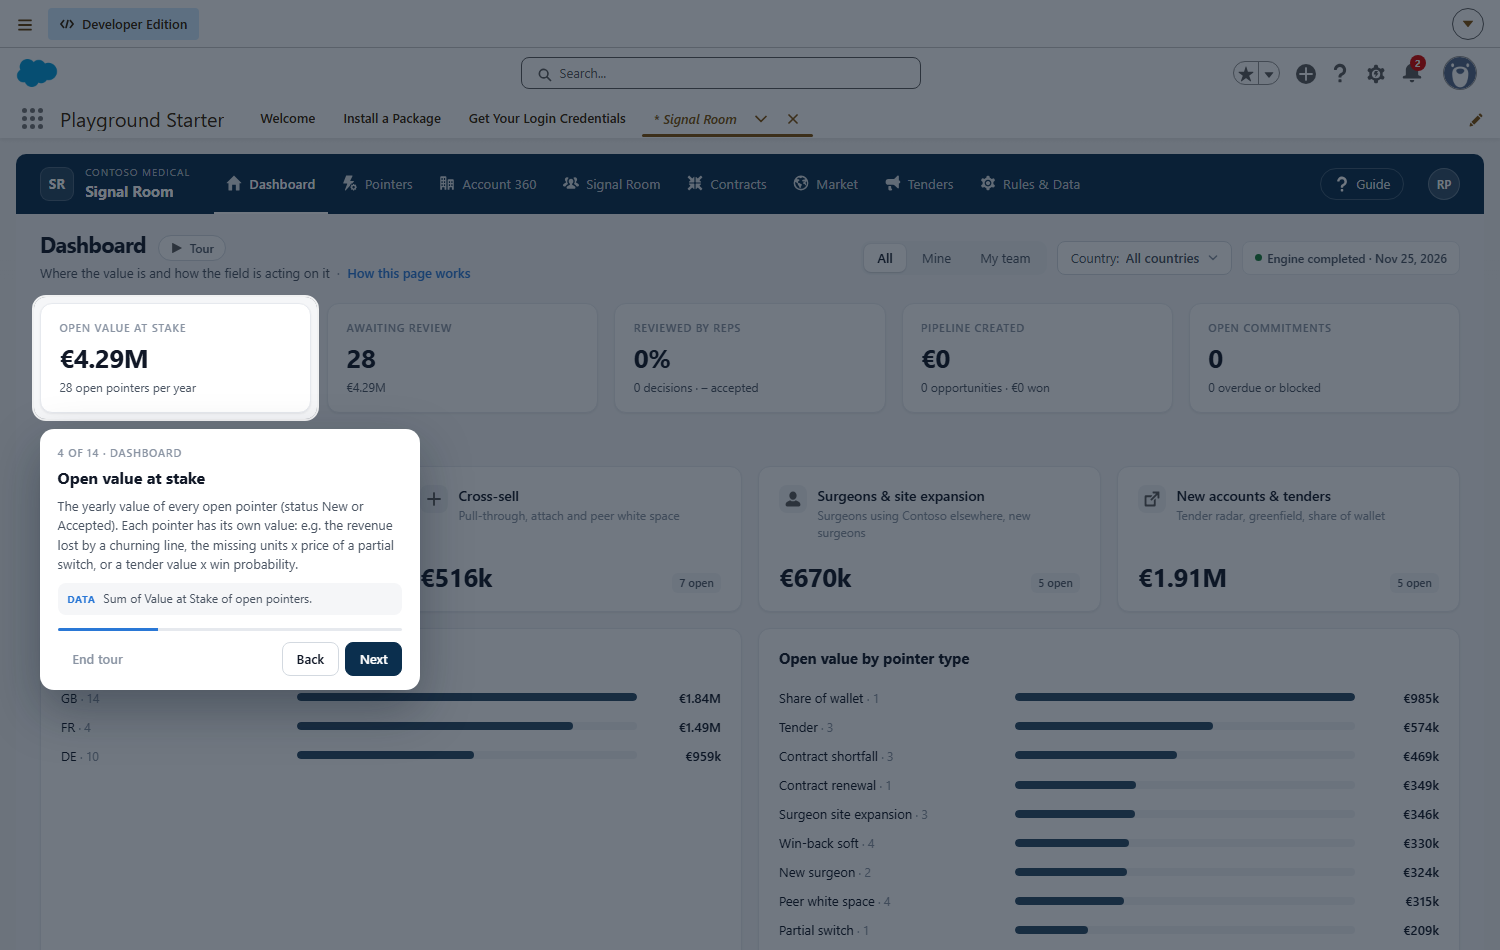 Developer Edition
Search...
2
Playground Starter
Welcome
Install a Package
Get Your Login Credentials
* Signal Room
SR
CONTOSO MEDICAL
Signal Room
Dashboard
Pointers
Account 360
Signal Room
Contracts
Market
Tenders
Rules & Data
? Guide
RP
Dashboard
Tour
Where the value is and how the field is acting on it · How this page works
All
Mine
My team
Country: All countries
Engine completed · Nov 25, 2026
OPEN VALUE AT STAKE
€4.29M
28 open pointers per year
AWAITING REVIEW
28
€4.29M
REVIEWED BY REPS
0%
0 decisions · – accepted
PIPELINE CREATED
€0
0 opportunities · €0 won
OPEN COMMITMENTS
0
0 overdue or blocked
4 OF 14 · DASHBOARD
Open value at stake
The yearly value of every open pointer (status New or
Accepted). Each pointer has its own value: e.g. the revenue
lost by a churning line, the missing units x price of a partial
switch, or a tender value x win probability.
DATA Sum of Value at Stake of open pointers.
End tour
Back
Next
Cross-sell
Pull-through, attach and peer white space
€516k
7 open
Surgeons & site expansion
Surgeons using Contoso elsewhere, new
surgeons
€670k
5 open
New accounts & tenders
Tender radar, greenfield, share of wallet
€1.91M
5 open
GB · 14
€1.84M
FR · 4
€1.49M
DE · 10
€959k
Open value by pointer type
Share of wallet · 1
€985k
Tender · 3
€574k
Contract shortfall · 3
€469k
Contract renewal · 1
€349k
Surgeon site expansion · 3
€346k
Win-back soft · 4
€330k
New surgeon · 2
€324k
Peer white space · 4
€315k
Partial switch · 1
€209k